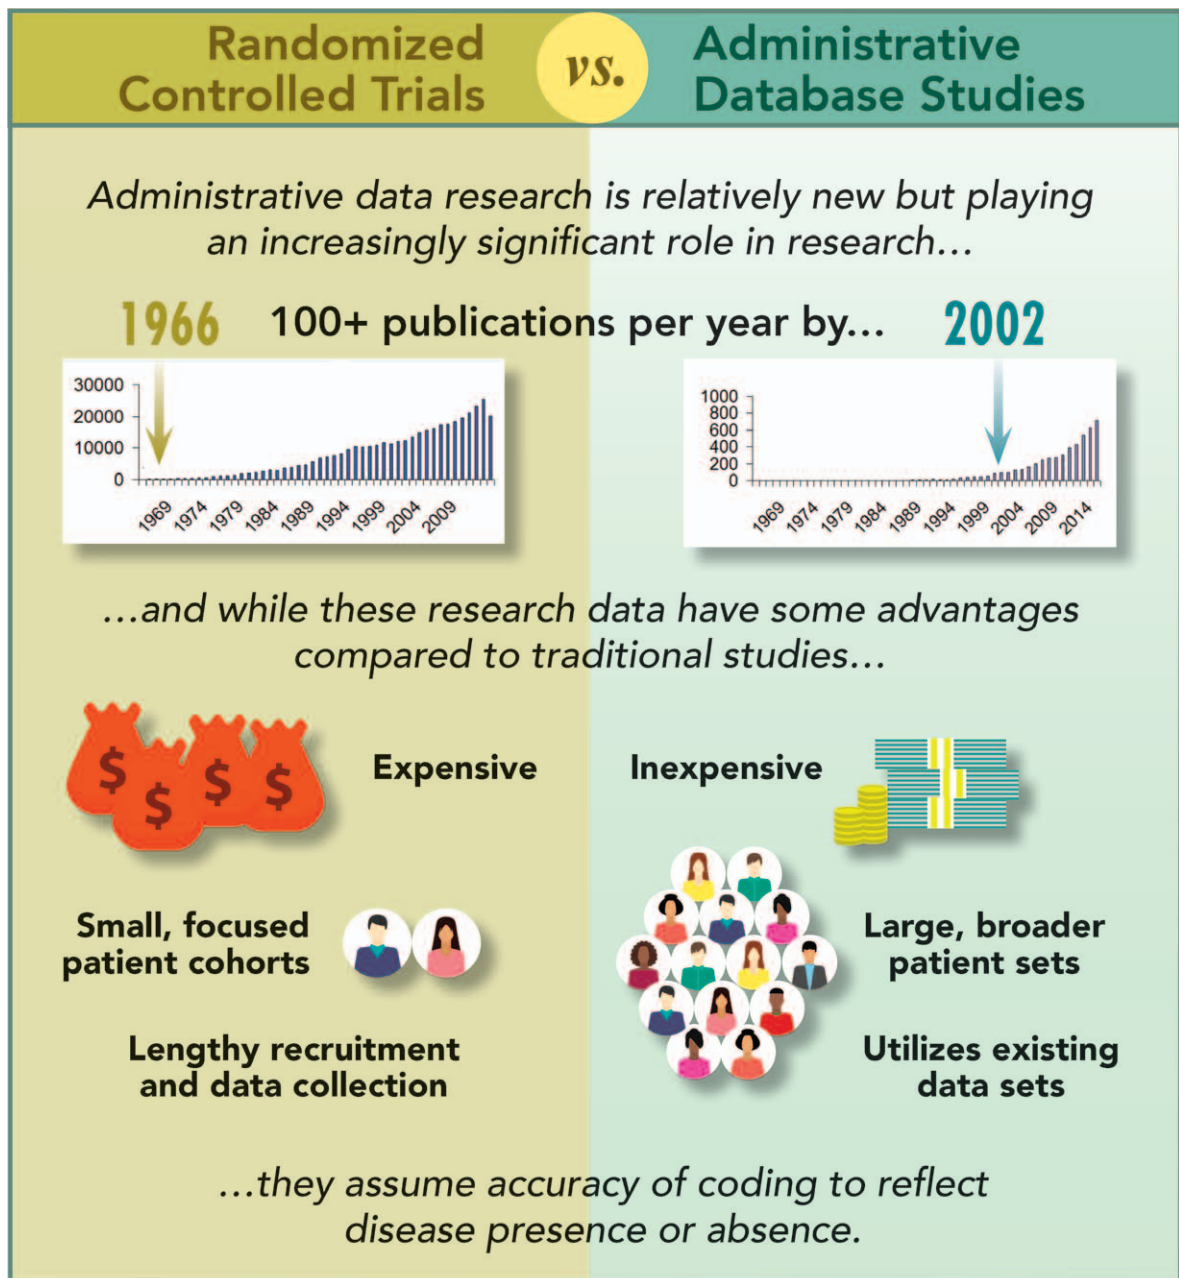 Randomized
Controlled Trials
vs.
Administrative
Database Studies
Administrative data research is relatively new but playing
an increasingly significant role in research...
1966
100+ publications per year by...
2002
30000
20000
10000
0
1969 1974 1979 1984 1989 1994 1999 2004 2009
1000
800
600
400
200
0
1969 1974 1979 1984 1989 1994 1999 2004 2009 2014
...and while these research data have some advantages
compared to traditional studies...
$ $ $ $
Expensive
Inexpensive
Small, focused
patient cohorts
Large, broader
patient sets
Lengthy recruitment
and data collection
Utilizes existing
data sets
...they assume accuracy of coding to reflect
disease presence or absence.